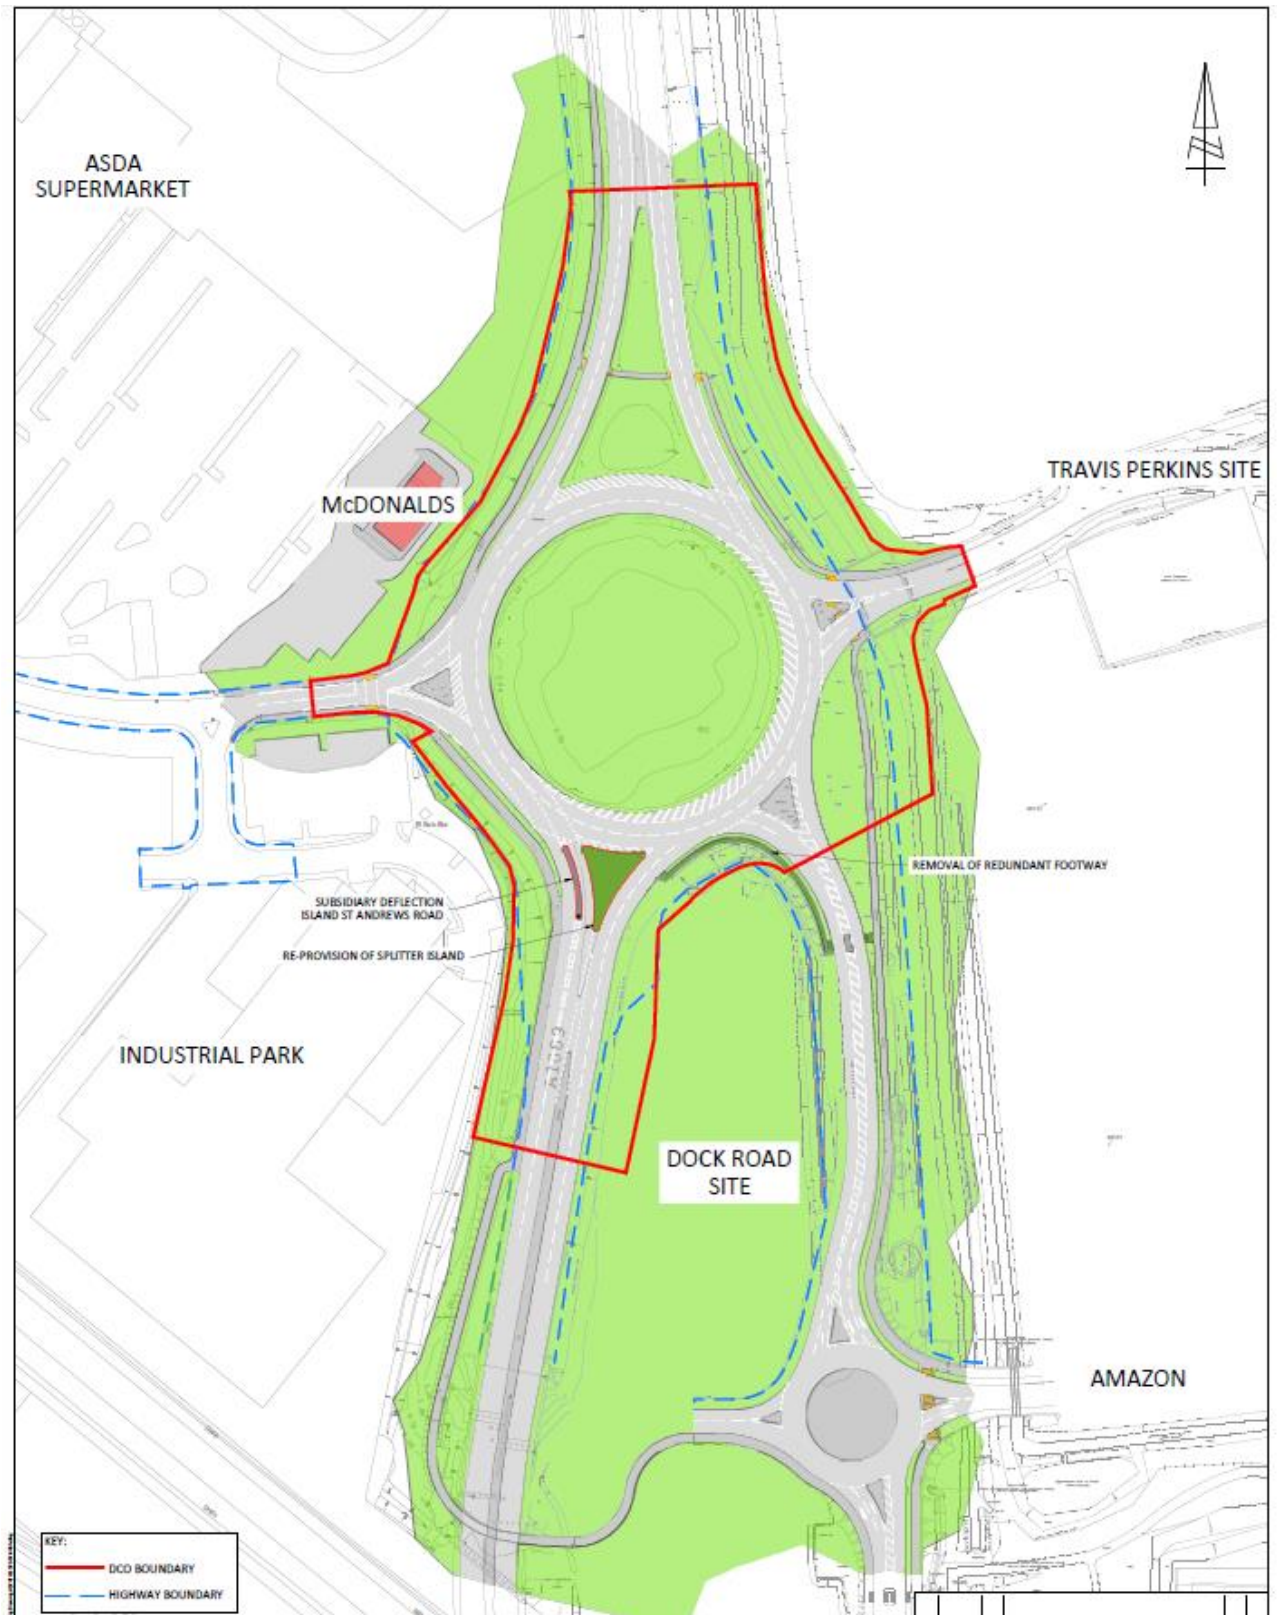 ASDA
SUPERMARKET
TRAVIS PERKINS SITE
McDONALDS
REMOVAL OF REDUNDANT FOOTWAY
SUBSIDIARY DEFLECTION
ISLAND ST ANDREWS ROAD
RE-PROVISION OF SPLITTER ISLAND
A1089
INDUSTRIAL PARK
DOCK ROAD
SITE
AMAZON
KEY:
DCO BOUNDARY
HIGHWAY BOUNDARY